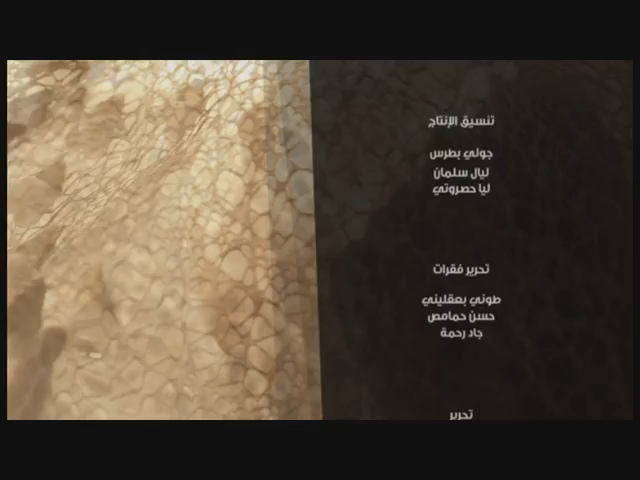 تنسيق الإنتاج
جولي بطرس
ليال سلمان
ليا حصروتي
تحرير فقرات
طوني بعقليني
حسن حمامص
جاد رحمة
تحرير